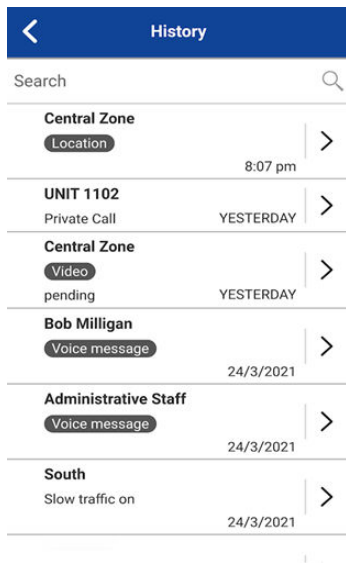 History
Search
Central Zone
Location
8:07 pm
UNIT 1102
Private Call YESTERDAY
Central Zone
Video
pending YESTERDAY
Bob Milligan
Voice message
24/3/2021
Administrative Staff
Voice message
24/3/2021
South
Slow traffic on
24/3/2021